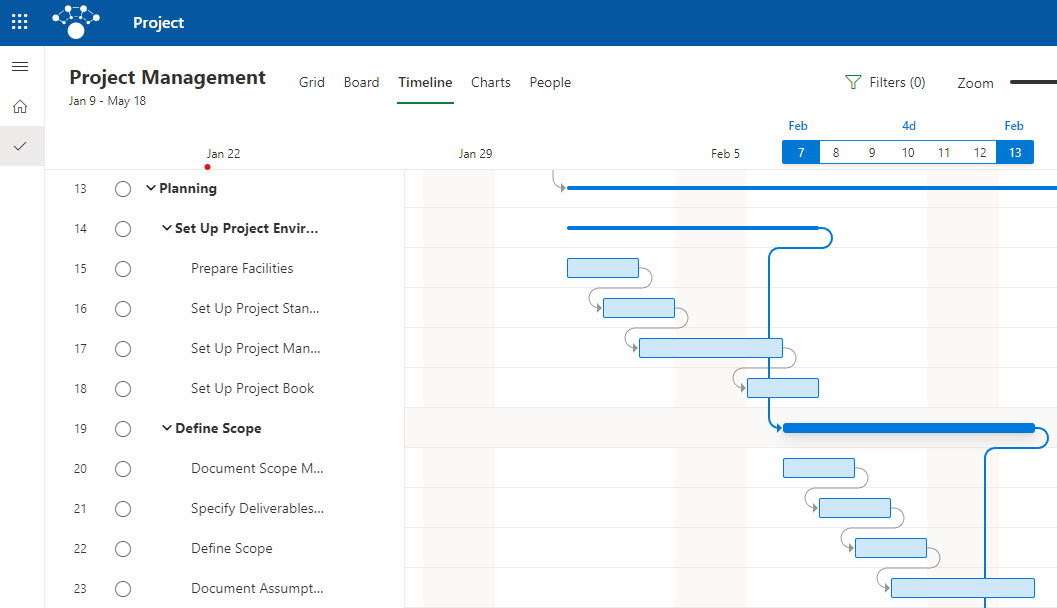 Project
Project Management
Jan 9 - May 18
Grid Board Timeline Charts People
Filters (0)
Zoom
Feb 4d Feb
Jan 22 Jan 29 Feb 5 7 8 9 10 11 12 13
13 Planning
14 Set Up Project Envir...
15 Prepare Facilities
16 Set Up Project Stan...
17 Set Up Project Man...
18 Set Up Project Book
19 Define Scope
20 Document Scope M...
21 Specify Deliverables...
22 Define Scope
23 Document Assumpt...